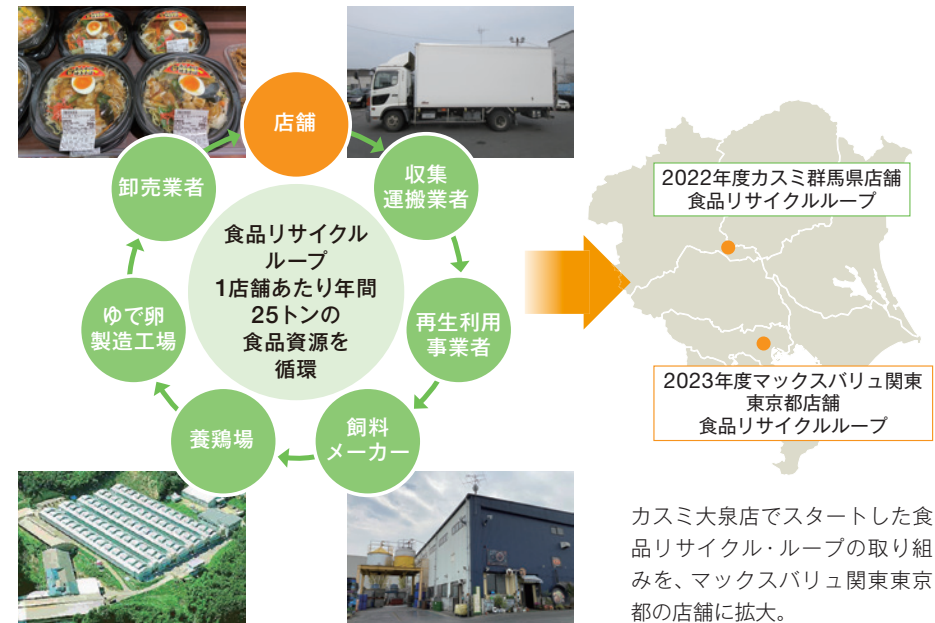 店舗
収集
運搬業者
再生利用
事業者
飼料
メーカー
養鶏場
ゆで卵
製造工場
卸売業者
食品リサイクル
ループ
1店舗あたり年間
25トンの
食品資源を
循環
2022年度カスミ群馬県店舗
食品リサイクルループ
2023年度マックスバリュ関東
東京都店舗
食品リサイクルループ
カスミ大泉店でスタートした食
品リサイクル・ループの取り組
みを、マックスバリュ関東東京
都の店舗に拡大。